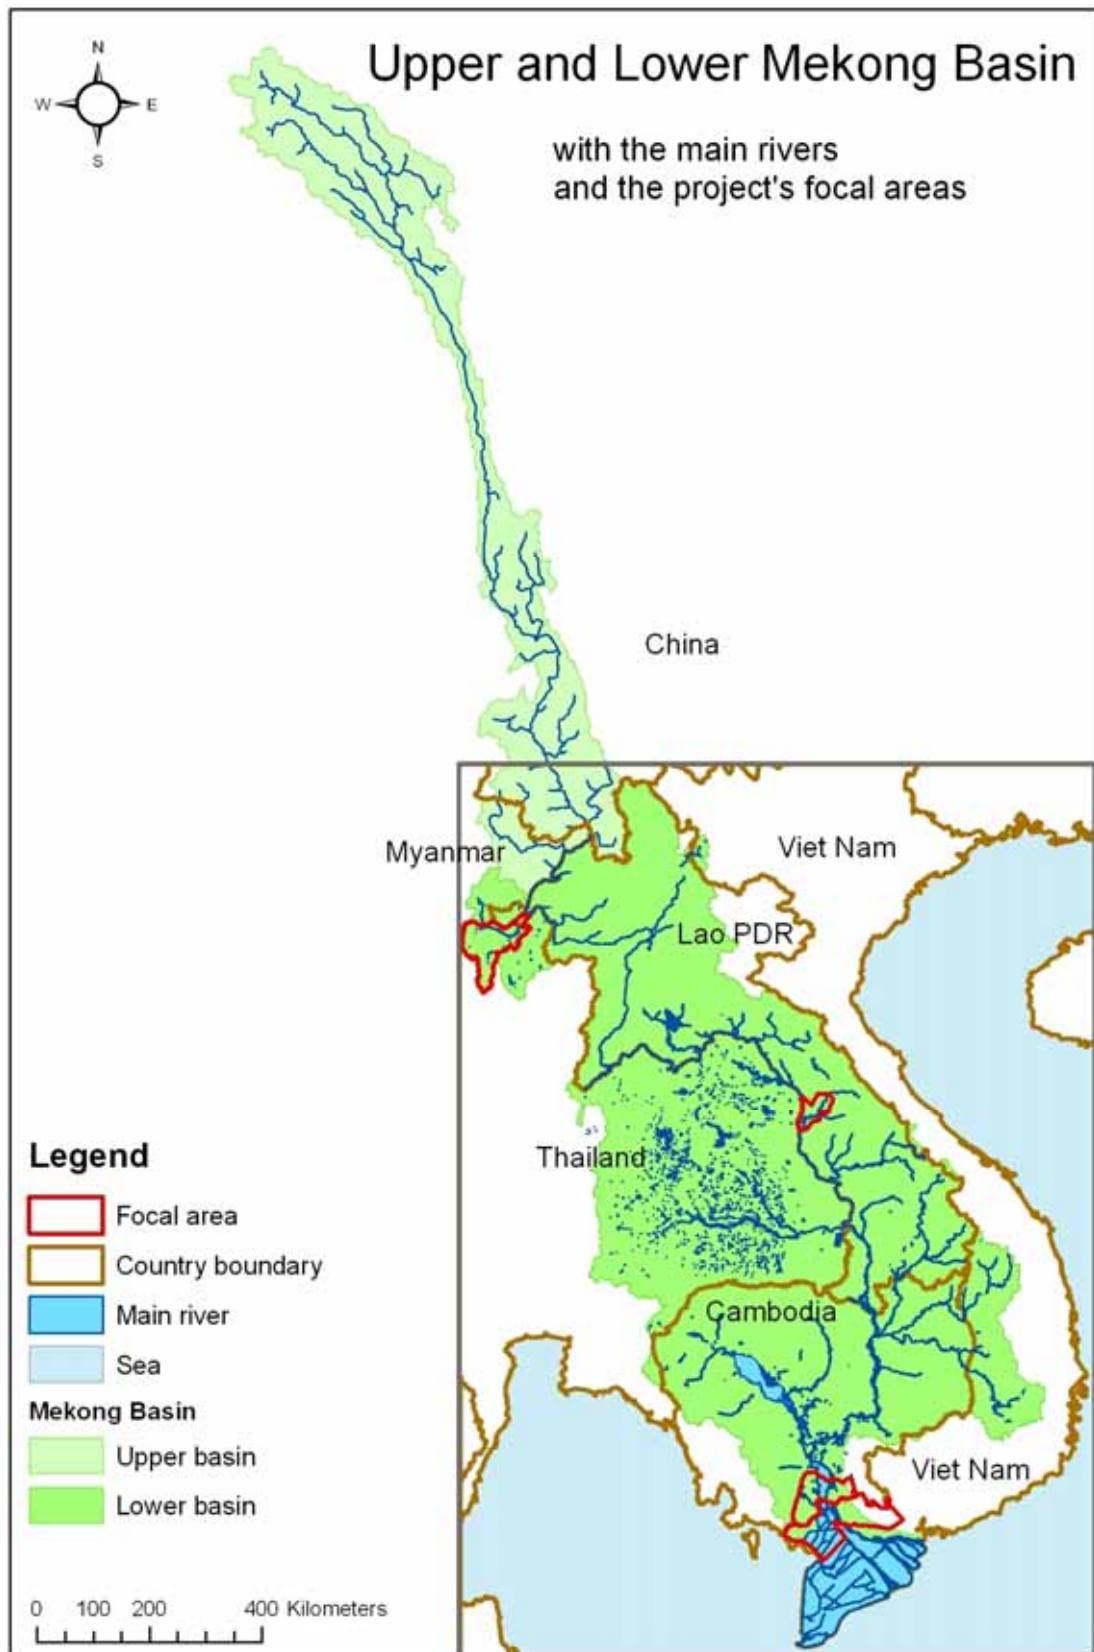 Upper and Lower Mekong Basin
with the main rivers
and the project's focal areas
N
W
E
S
China
Myanmar
Viet Nam
Lao PDR
Thailand
Cambodia
Viet Nam
Legend
Focal area
Country boundary
Main river
Sea
Mekong Basin
Upper basin
Lower basin
0 100 200 400 Kilometers